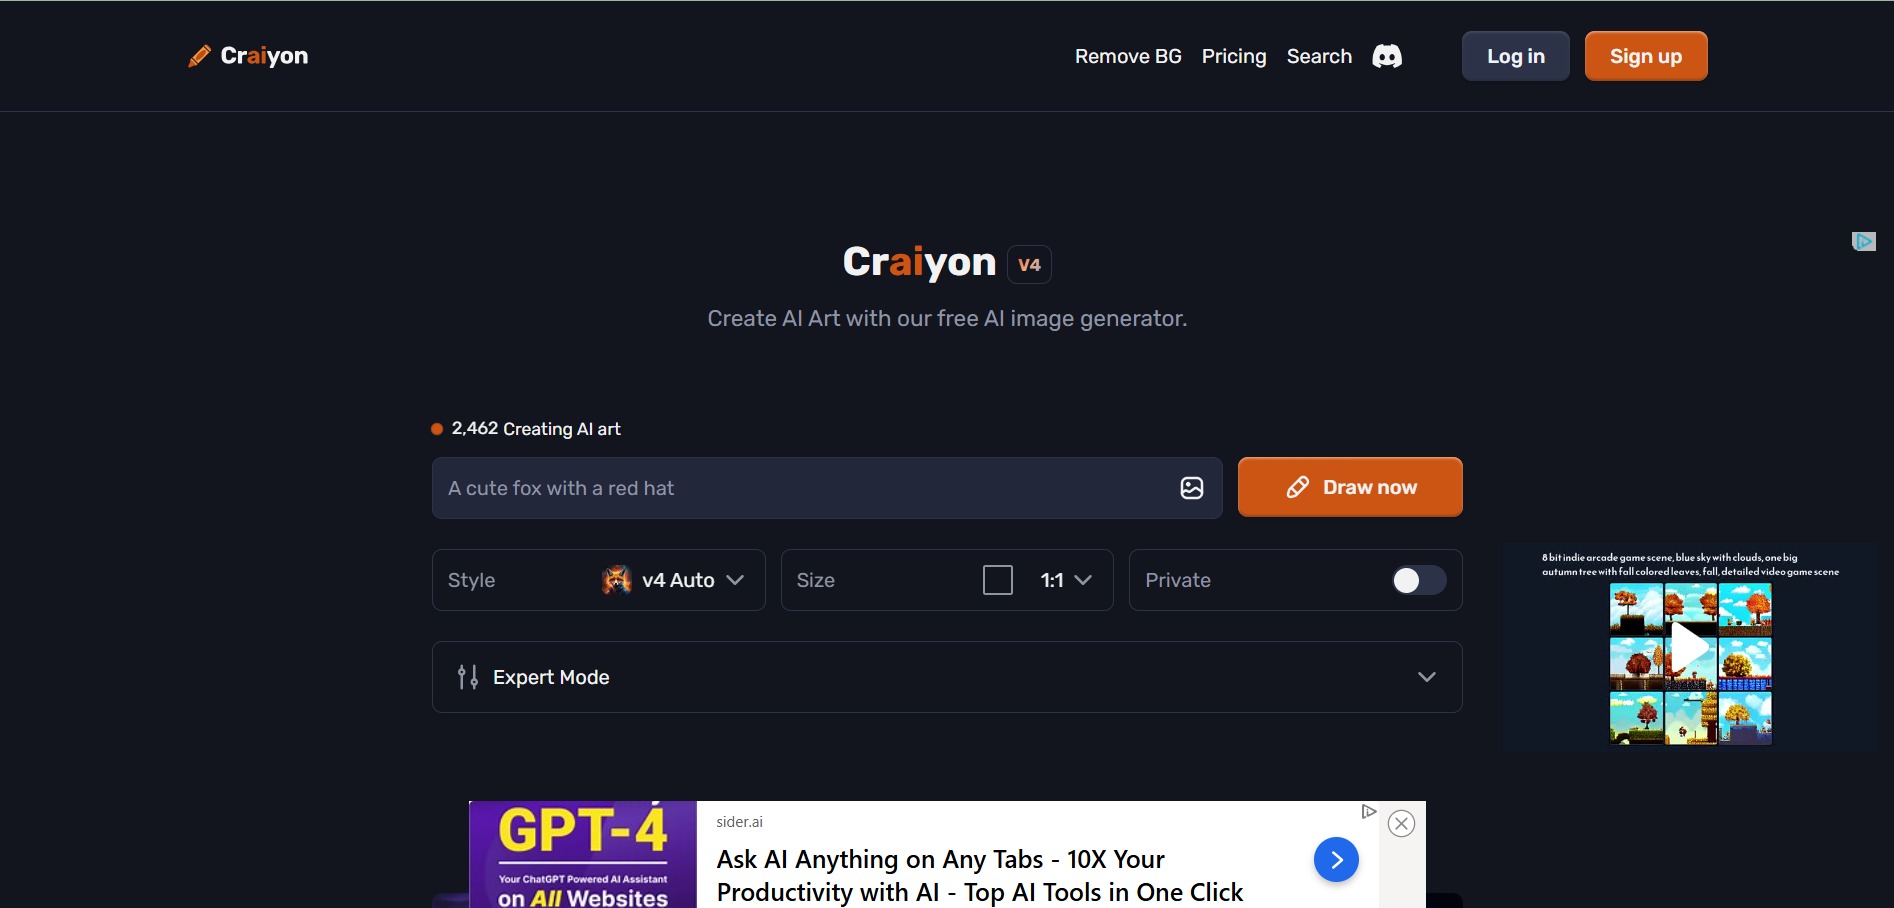 Craiyon
Remove BG Pricing Search
Log in
Sign up
Craiyon V4
Create AI Art with our free AI image generator.
2,462 Creating AI art
A cute fox with a red hat
Draw now
Style v4 Auto
Size 1:1
Private
Expert Mode
8 bit indie arcade game scene, blue sky with clouds, one big
autumn tree with fall colored leaves, fall, detailed video game scene
GPT-4
Your ChatGPT Powered AI Assistant
on All Websites
sider.ai
Ask AI Anything on Any Tabs - 10X Your
Productivity with AI - Top AI Tools in One Click